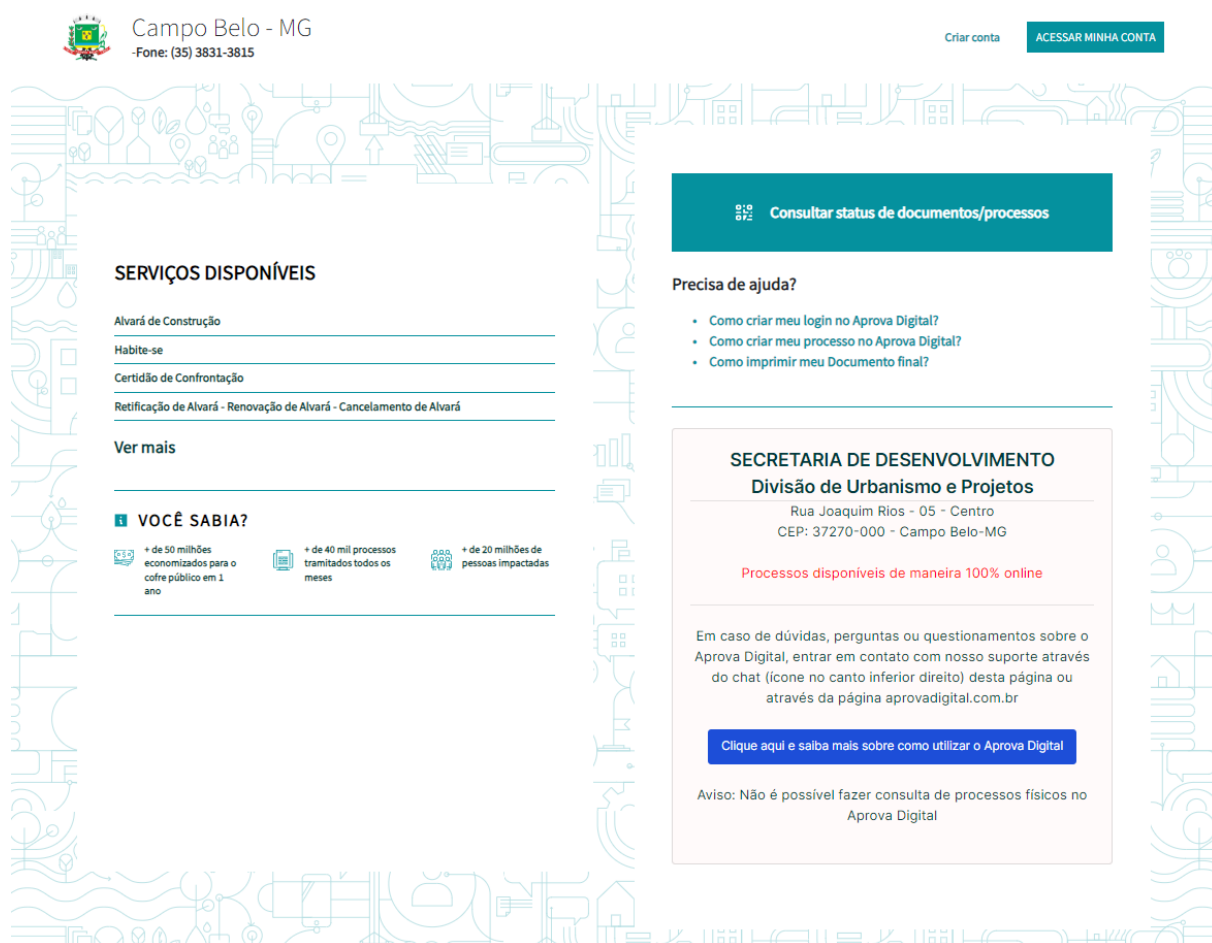 Campo Belo - MG
-Fone: (35) 3831-3815
Criar conta
ACESSAR MINHA CONTA
SERVIÇOS DISPONÍVEIS
Alvará de Construção
Habite-se
Certidão de Confrontação
Retificação de Alvará - Renovação de Alvará - Cancelamento de Alvará
Ver mais
VOCÊ SABIA?
+ de 50 milhões
economizados para o
cofre público em 1
ano
+ de 40 mil processos
tramitados todos os
meses
+ de 20 milhões de
pessoas impactadas
Consultar status de documentos/processos
Precisa de ajuda?
• Como criar meu login no Aprova Digital?
• Como criar meu processo no Aprova Digital?
• Como imprimir meu Documento final?
SECRETARIA DE DESENVOLVIMENTO
Divisão de Urbanismo e Projetos
Rua Joaquim Rios - 05 - Centro
CEP: 37270-000 - Campo Belo-MG
Processos disponíveis de maneira 100% online
Em caso de dúvidas, perguntas ou questionamentos sobre o
Aprova Digital, entrar em contato com nosso suporte através
do chat (ícone no canto inferior direito) desta página ou
através da página aprovadigital.com.br
Clique aqui e saiba mais sobre como utilizar o Aprova Digital
Aviso: Não é possível fazer consulta de processos físicos no
Aprova Digital